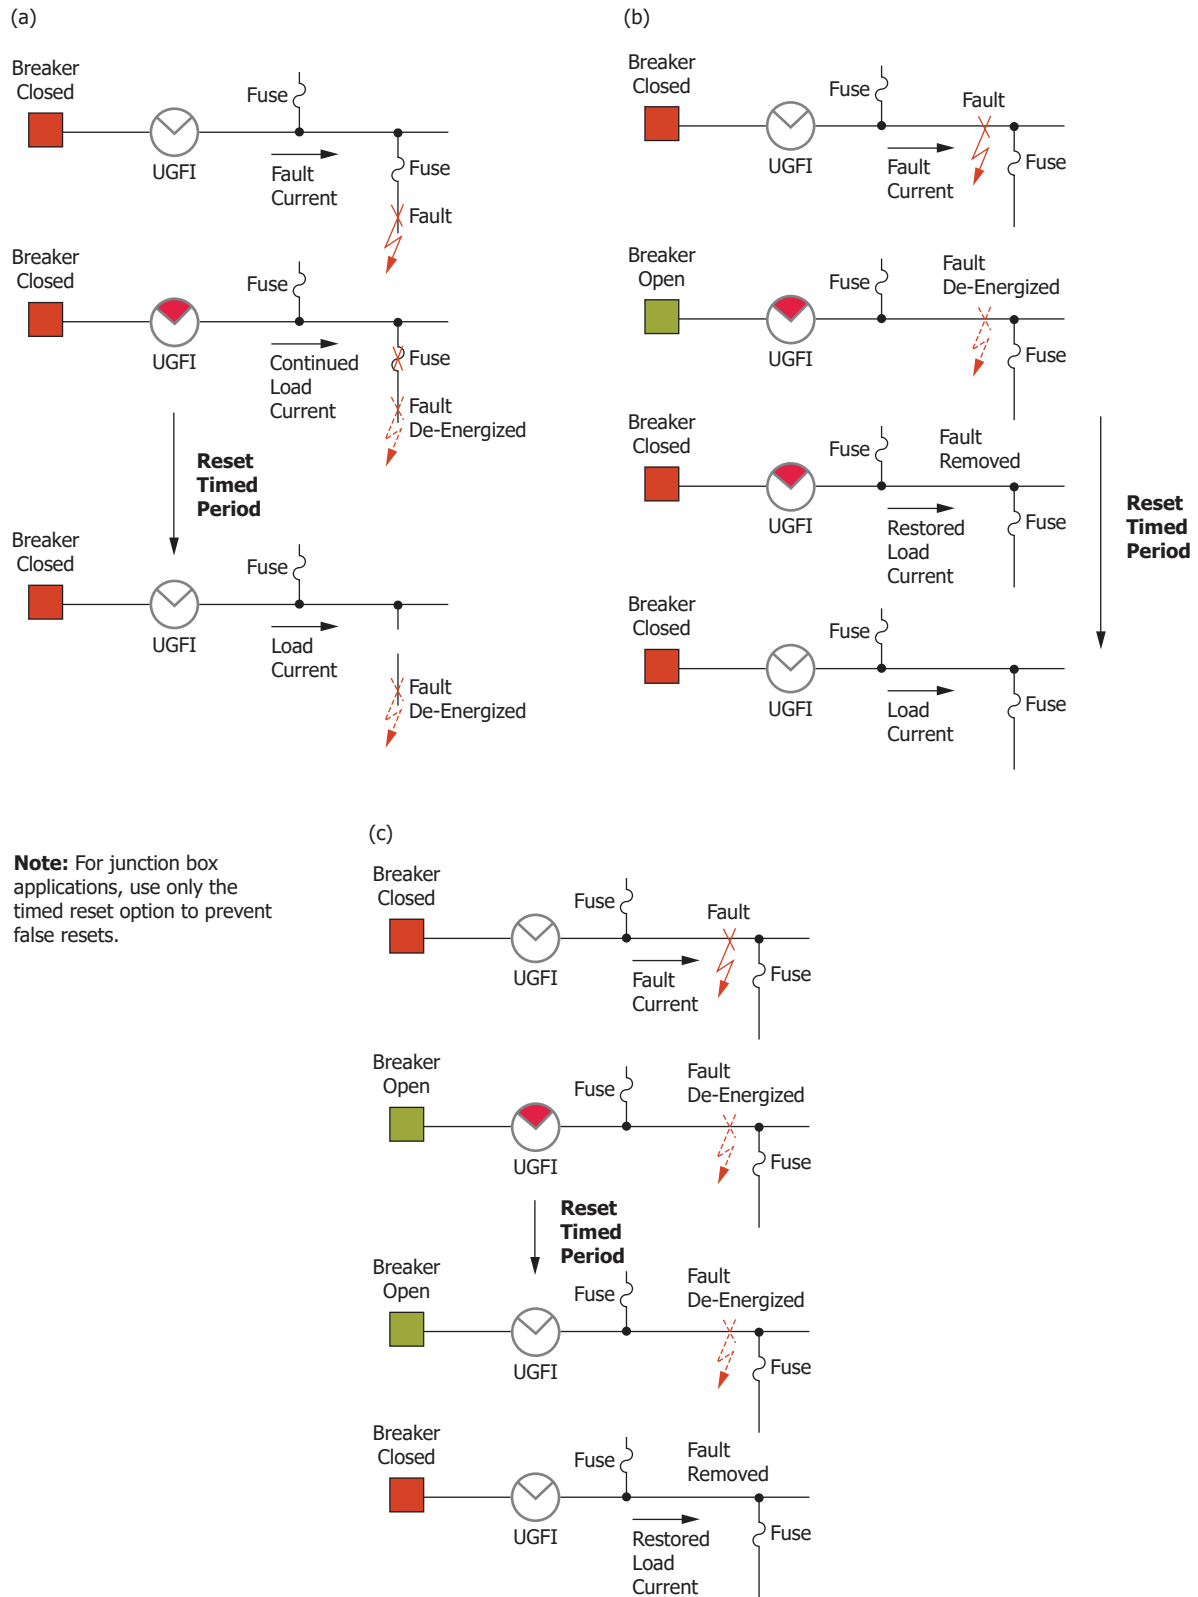 (a)
Breaker
Closed
Fuse
UGFI
Fault
Current
Fuse
Fault
Breaker
Closed
Fuse
UGFI
Continued
Load
Current
Fuse
Fault
De-Energized
Reset
Timed
Period
Breaker
Closed
Fuse
UGFI
Load
Current
Fault
De-Energized
(b)
Breaker
Closed
Fuse
Fault
UGFI
Fault
Current
Fuse
Breaker
Open
Fuse
Fault
De-Energized
UGFI
Fuse
Breaker
Closed
Fuse
Fault
Removed
UGFI
Restored
Load
Current
Fuse
Reset
Timed
Period
Breaker
Closed
Fuse
UGFI
Load
Current
Fuse
Note: For junction box
applications, use only the
timed reset option to prevent
false resets.
(c)
Breaker
Closed
Fuse
Fault
UGFI
Fault
Current
Fuse
Breaker
Open
Fuse
Fault
De-Energized
UGFI
Fuse
Reset
Timed
Period
Breaker
Open
Fuse
Fault
De-Energized
UGFI
Fuse
Breaker
Closed
Fuse
Fault
Removed
UGFI
Restored
Load
Current
Fuse